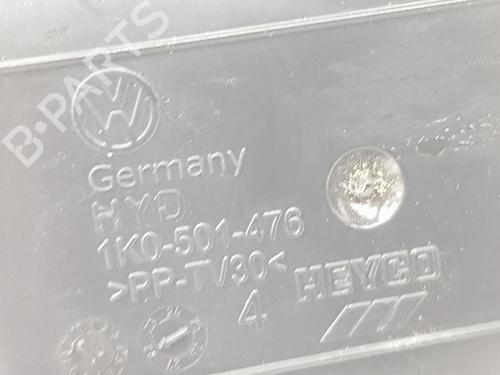 B-PARTS
Germany
HYD
1K0-501-476
>PP-TV30<
HEYCO
4